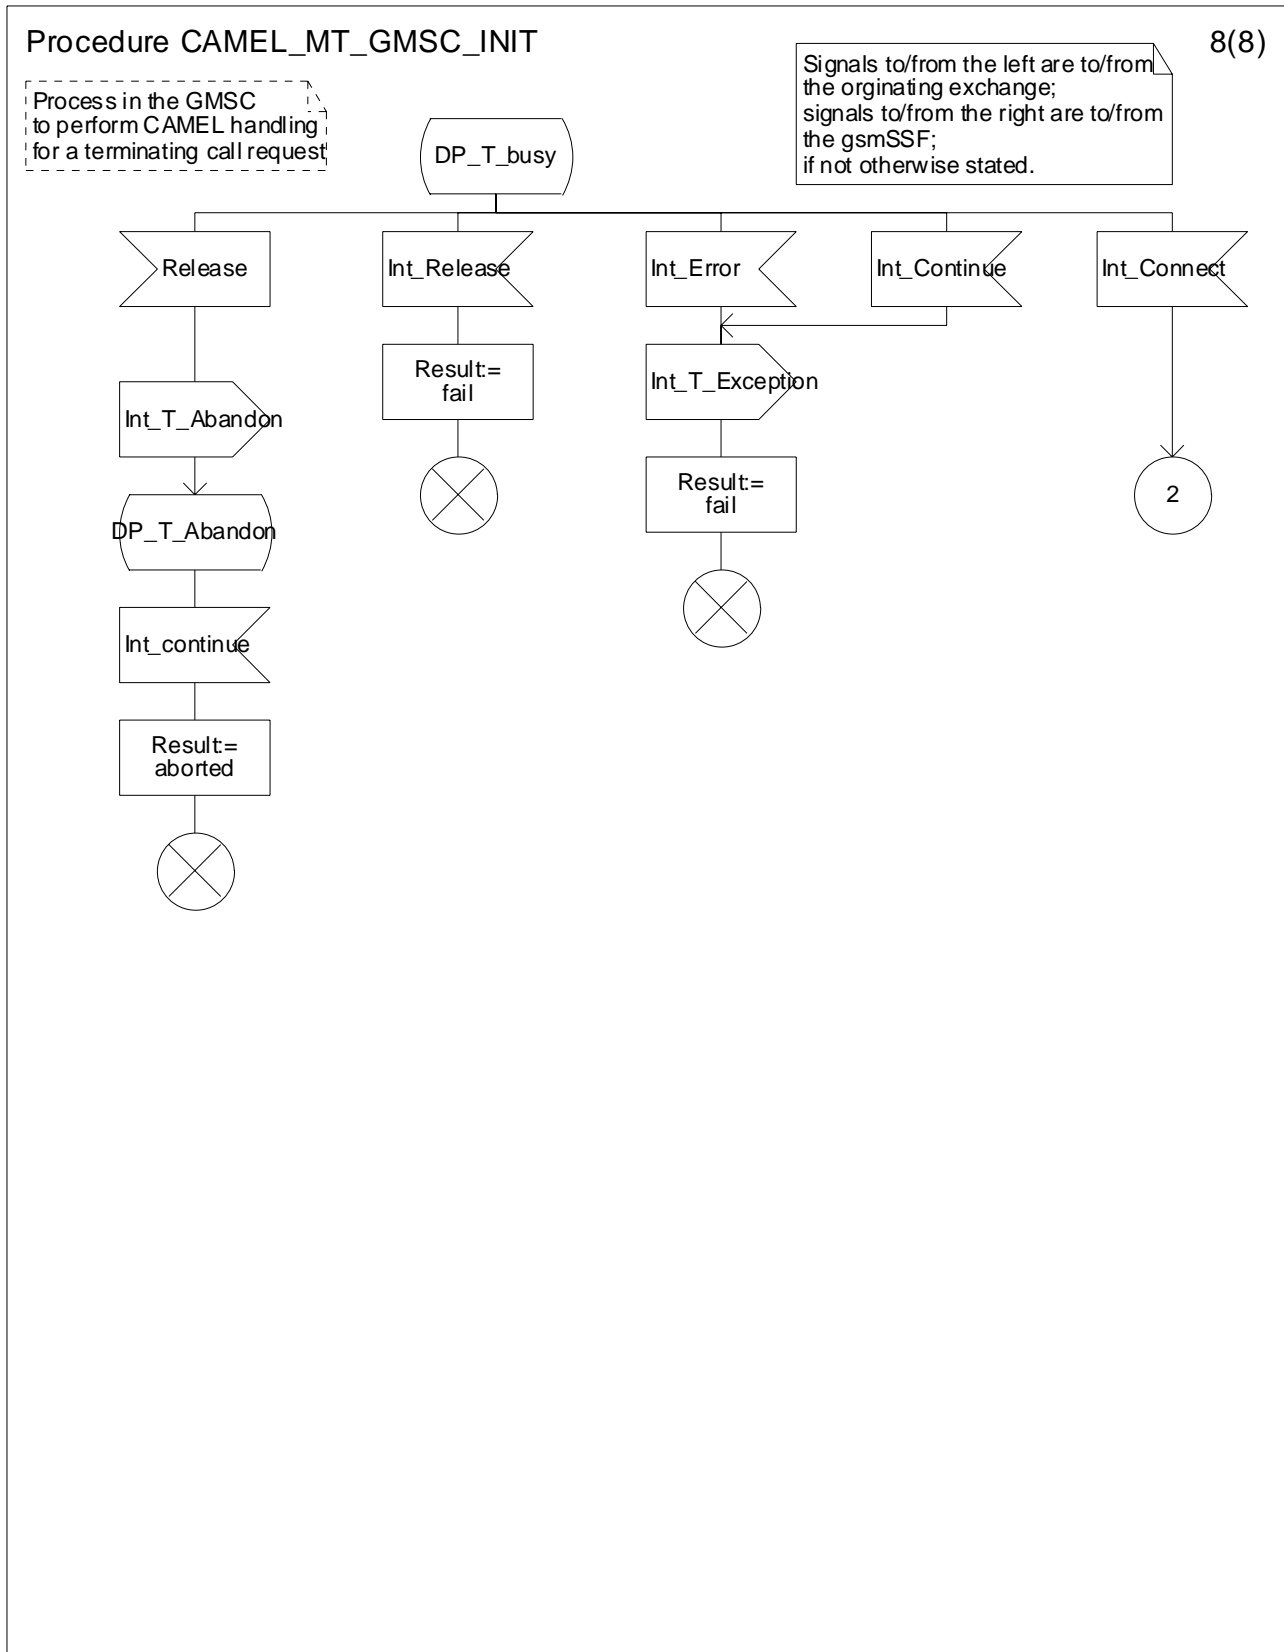 Procedure CAMEL_MT_GMSC_INIT
8(8)
Process in the GMSC
to perform CAMEL handling
for a terminating call request
Signals to/from the left are to/from
the orginating exchange;
signals to/from the right are to/from
the gsmSSF;
if not otherwise stated.
DP_T_busy
Release
Int_Release
Int_Error
Int_Continue
Int_Connect
Result:=
fail
Int_T_Exception
Int_T_Abandon
Result:=
fail
2
DP_T_Abandon
Int_continue
Result:=
aborted